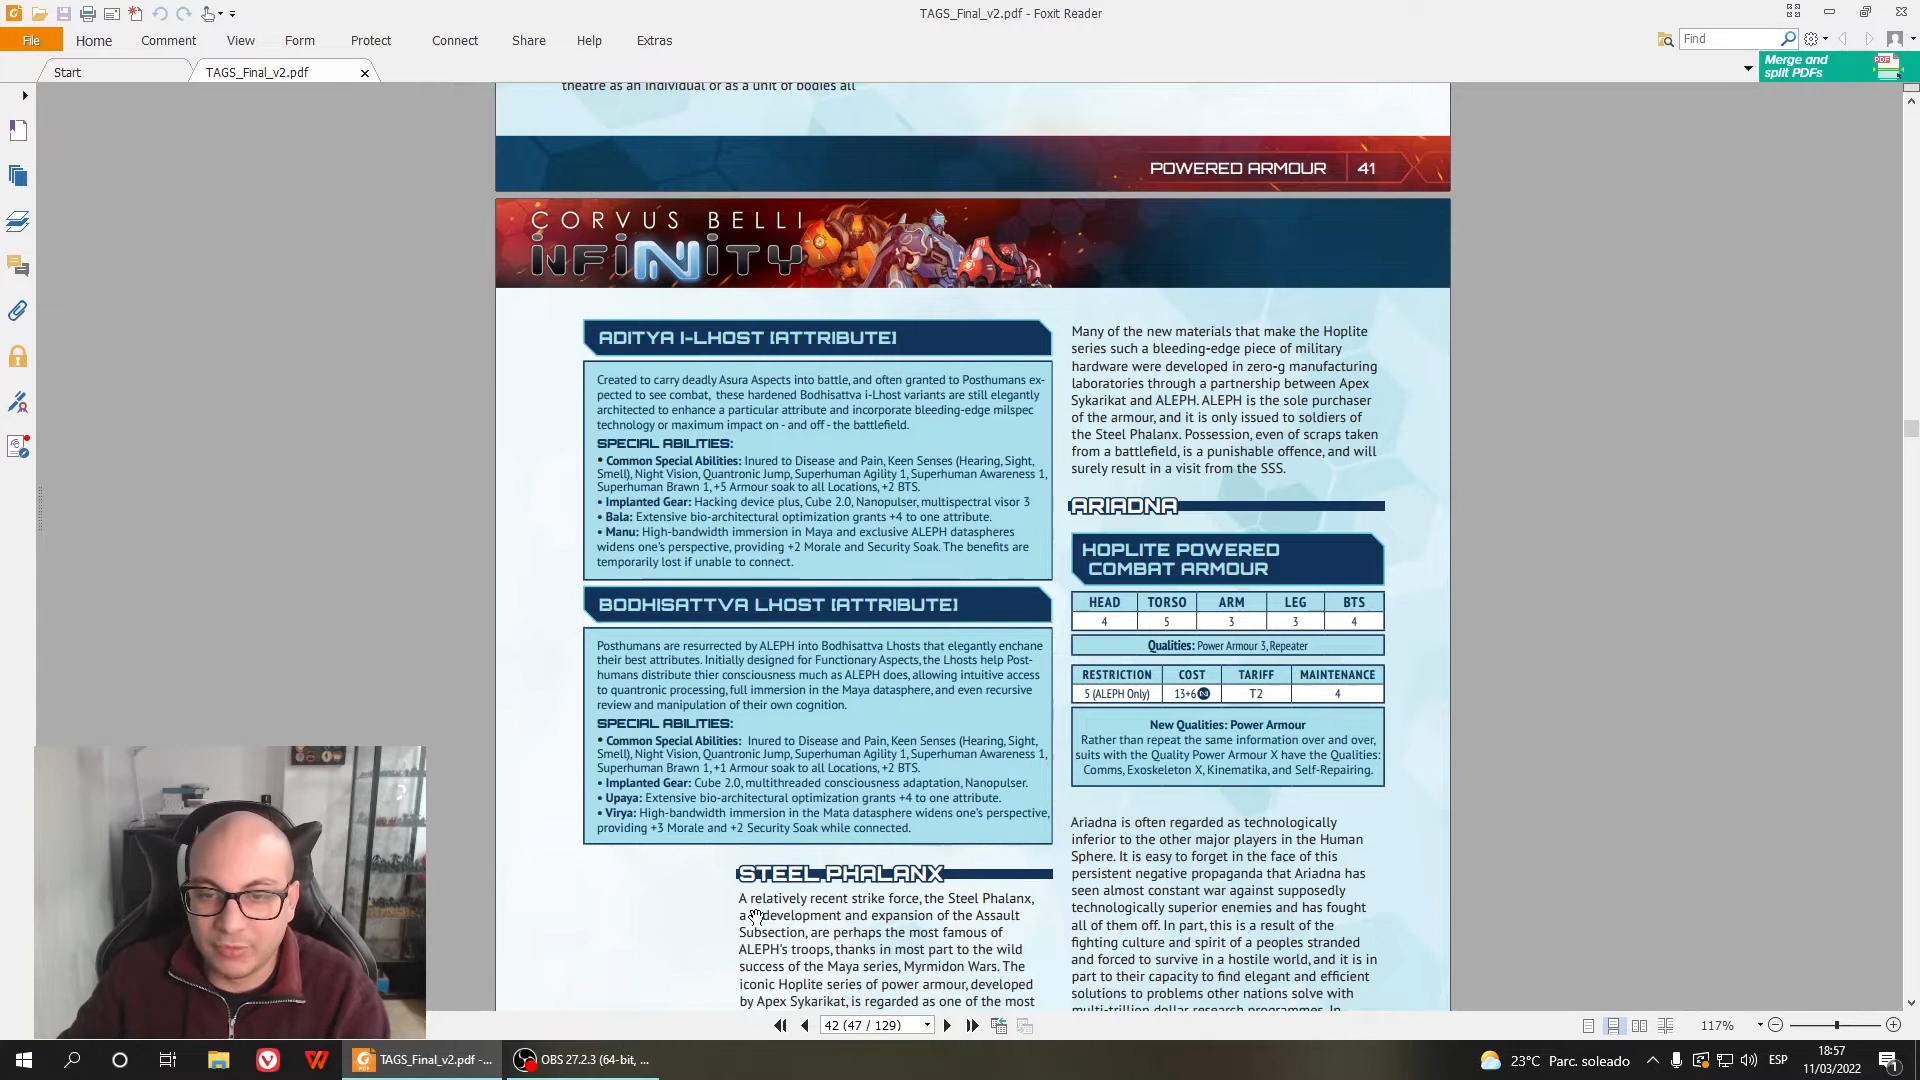 TAGS_Final_v2.pdf - Foxit Reader
File Home Comment View Form Protect Connect Share Help Extras
Find
Start
TAGS_Final_v2.pdf
Merge and
split PDFs
theatre as an individual or as a unit of bodies all
POWERED ARMOUR 41
CORVUS BELLI
INFINITY
ADITYA I-LHOST [ATTRIBUTE]
Created to carry deadly Asura Aspects into battle, and often granted to Posthumans ex-
pected to see combat, these hardened Bodhisattva i-Lhost variants are still elegantly
architected to enhance a particular attribute and incorporate bleeding-edge milspec
technology or maximum impact on - and off - the battlefield.
SPECIAL ABILITIES:
• Common Special Abilities: Inured to Disease and Pain, Keen Senses (Hearing, Sight,
Smell), Night Vision, Quantronic Jump, Superhuman Agility 1, Superhuman Awareness 1,
Superhuman Brawn 1, +5 Armour soak to all Locations, +2 BTS.
• Implanted Gear: Hacking device plus, Cube 2.0, Nanopulser, multispectral visor 3
• Bala: Extensive bio-architectural optimization grants +4 to one attribute.
• Manu: High-bandwidth immersion in Maya and exclusive ALEPH dataspheres
widens one's perspective, providing +2 Morale and Security Soak. The benefits are
temporarily lost if unable to connect.
BODHISATTVA LHOST [ATTRIBUTE]
Posthumans are resurrected by ALEPH into Bodhisattva Lhosts that elegantly enchane
their best attributes. Initially designed for Functionary Aspects, the Lhosts help Post-
humans distribute thier consciousness much as ALEPH does, allowing intuitive access
to quantronic processing, full immersion in the Maya datasphere, and even recursive
review and manipulation of their own cognition.
SPECIAL ABILITIES:
• Common Special Abilities: Inured to Disease and Pain, Keen Senses (Hearing, Sight,
Smell), Night Vision, Quantronic Jump, Superhuman Agility 1, Superhuman Awareness 1,
Superhuman Brawn 1, +1 Armour soak to all Locations, +2 BTS.
• Implanted Gear: Cube 2.0, multithreaded consciousness adaptation, Nanopulser.
• Upaya: Extensive bio-architectural optimization grants +4 to one attribute.
• Virya: High-bandwidth immersion in the Mata datasphere widens one's perspective,
providing +3 Morale and +2 Security Soak while connected.
STEEL PHALANX
A relatively recent strike force, the Steel Phalanx,
a development and expansion of the Assault
Subsection, are perhaps the most famous of
ALEPH's troops, thanks in most part to the wild
success of the Maya series, Myrmidon Wars. The
iconic Hoplite series of power armour, developed
by Apex Sykarikat, is regarded as one of the most
Many of the new materials that make the Hoplite
series such a bleeding-edge piece of military
hardware were developed in zero-g manufacturing
laboratories through a partnership between Apex
Sykarikat and ALEPH. ALEPH is the sole purchaser
of the armour, and it is only issued to soldiers of
the Steel Phalanx. Possession, even of scraps taken
from a battlefield, is a punishable offence, and will
surely result in a visit from the SSS.
ARIADNA
HOPLITE POWERED
COMBAT ARMOUR
HEAD TORSO ARM LEG BTS
4 5 3 3 4
Qualities: Power Armour 3, Repeater
RESTRICTION COST TARIFF MAINTENANCE
5 (ALEPH Only) 13+6 T2 4
New Qualities: Power Armour
Rather than repeat the same information over and over,
suits with the Quality Power Armour X have the Qualities:
Comms, Exoskeleton X, Kinematika, and Self-Repairing.
Ariadna is often regarded as technologically
inferior to the other major players in the Human
Sphere. It is easy to forget in the face of this
persistent negative propaganda that Ariadna has
seen almost constant war against supposedly
technologically superior enemies and has fought
all of them off. In part, this is a result of the
fighting culture and spirit of a peoples stranded
and forced to survive in a hostile world, and it is in
part to their capacity to find elegant and efficient
solutions to problems other nations solve with
multi-trillion dollar research programmes. In
42 (47 / 129)
117%
TAGS_Final_v2.pdf -...
OBS 27.2.3 (64-bit, ...
23°C Parc. soleado
ESP
18:57
11/03/2022
1